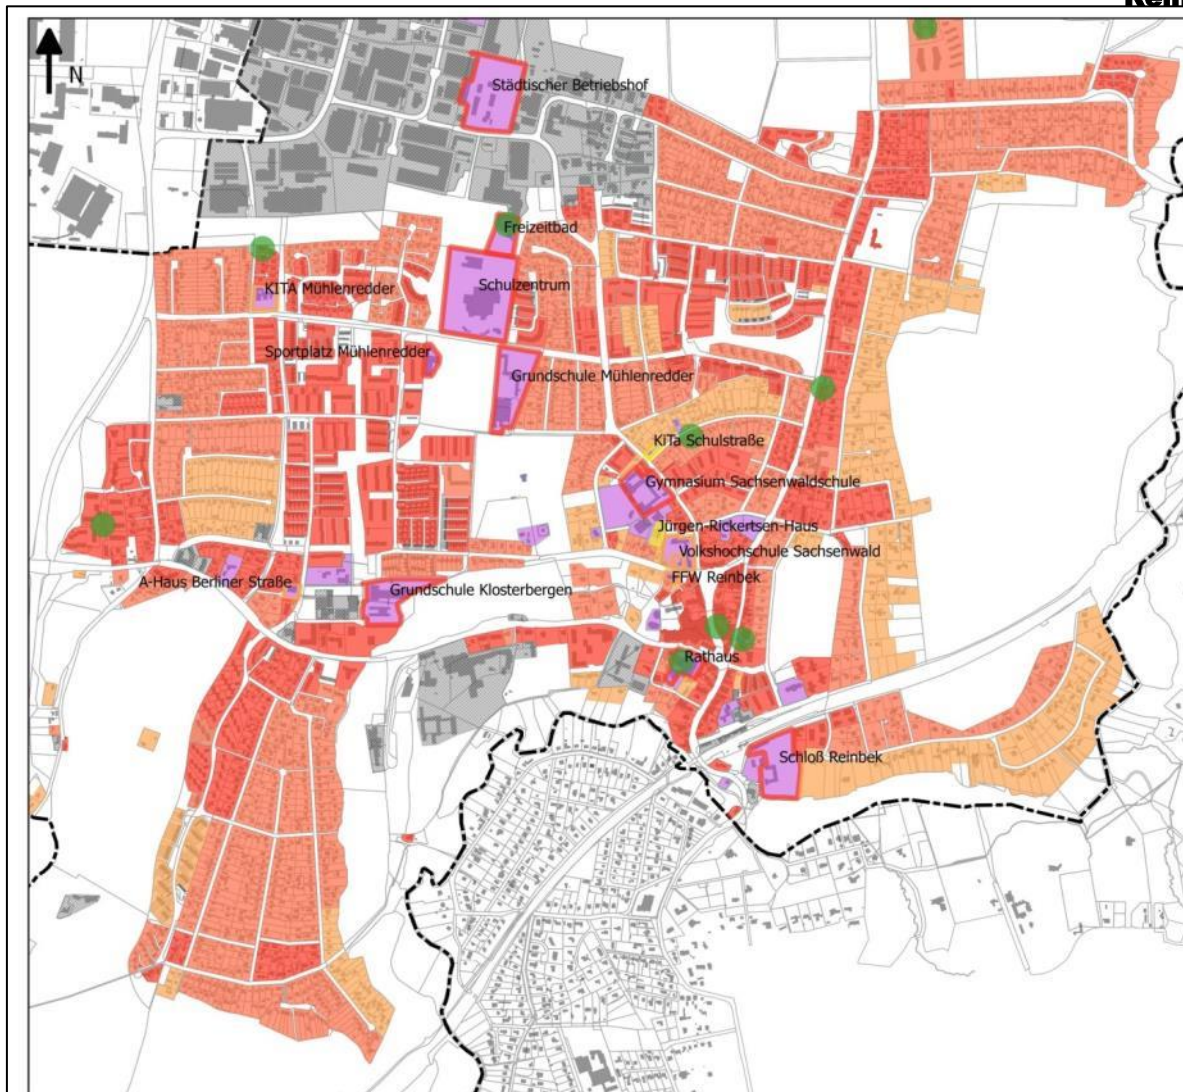 N
Städtischer Betriebshof
Freizeitbad
KITA Mühlenredder
Schulzentrum
Sportplatz Mühlenredder
Grundschule Mühlenredder
KiTa Schulstraße
Gymnasium Sachsenwaldschule
Jürgen-Rickertsen-Haus
Volkshochschule Sachsenwald
A-Haus Berliner Straße
Grundschule Klosterbergen
FFW Reinbek
Rathaus
Schloß Reinbek